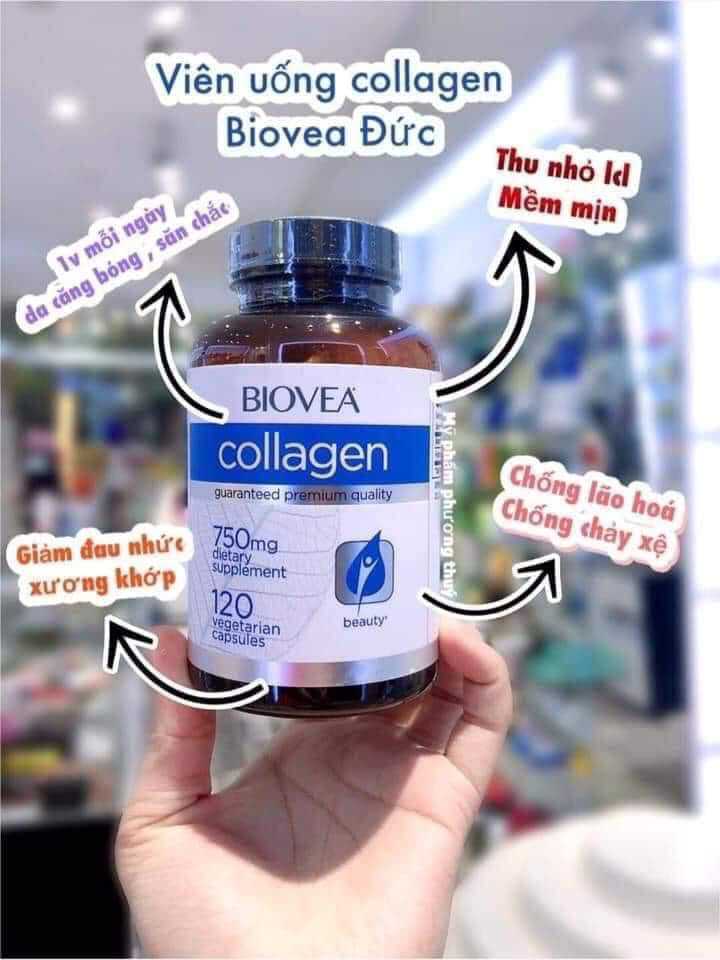 Viên uống collagen
Biovea Đức
Thu nhỏ lcl
Mềm mịn
1v mỗi ngày
da căng bóng , săn chắc
BIOVEA
collagen
guaranteed premium quality
750mg
dietary
supplement
120
vegetarian
capsules
beauty*
Mỹ phẩm phương thuý
Chống lão hoá
Chống chảy xệ
Giảm đau nhức
xương khớp